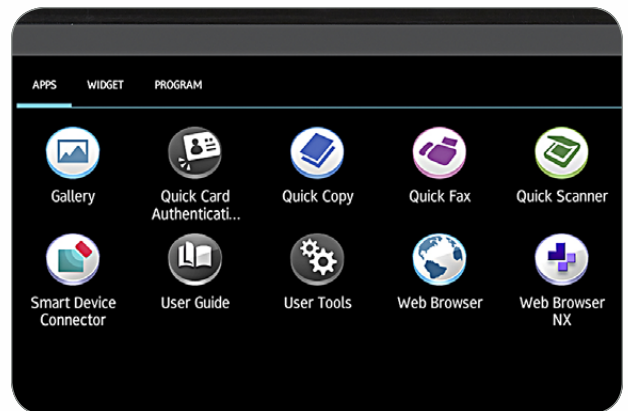 APPS WIDGET PROGRAM
Gallery
Quick Card
Authenticati...
Quick Copy
Quick Fax
Quick Scanner
Smart Device
Connector
User Guide
User Tools
Web Browser
Web Browser
NX